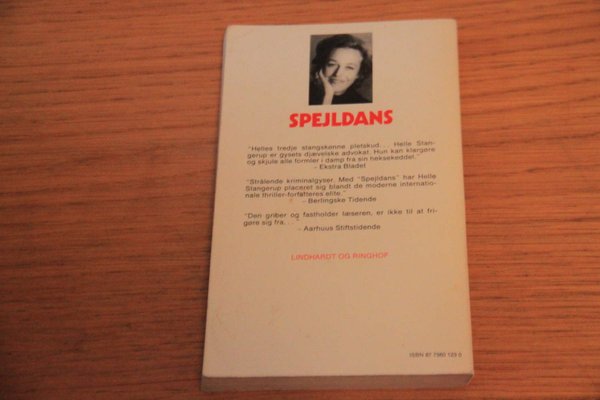 SPEJLDANS
"Helles tredje stangskønne pletskud. . . Helle Stan-
gerup er gysets djævelske advokat. Hun kan klargøre
og skjule alle formler i damp fra sin heksekeddel."
- Ekstra Bladet
"Strålende kriminalgyser. Med "Spejldans" har Helle
Stangerup placeret sig blandt de moderne internatio-
nale thriller-forfatteres elite."
- Berlingske Tidende
"Den griber og fastholder læseren, er ikke til at fri-
gøre sig fra. . ."
- Aarhuus Stiftstidende
LINDHARDT OG RINGHOF
ISBN 87 7560 123 0